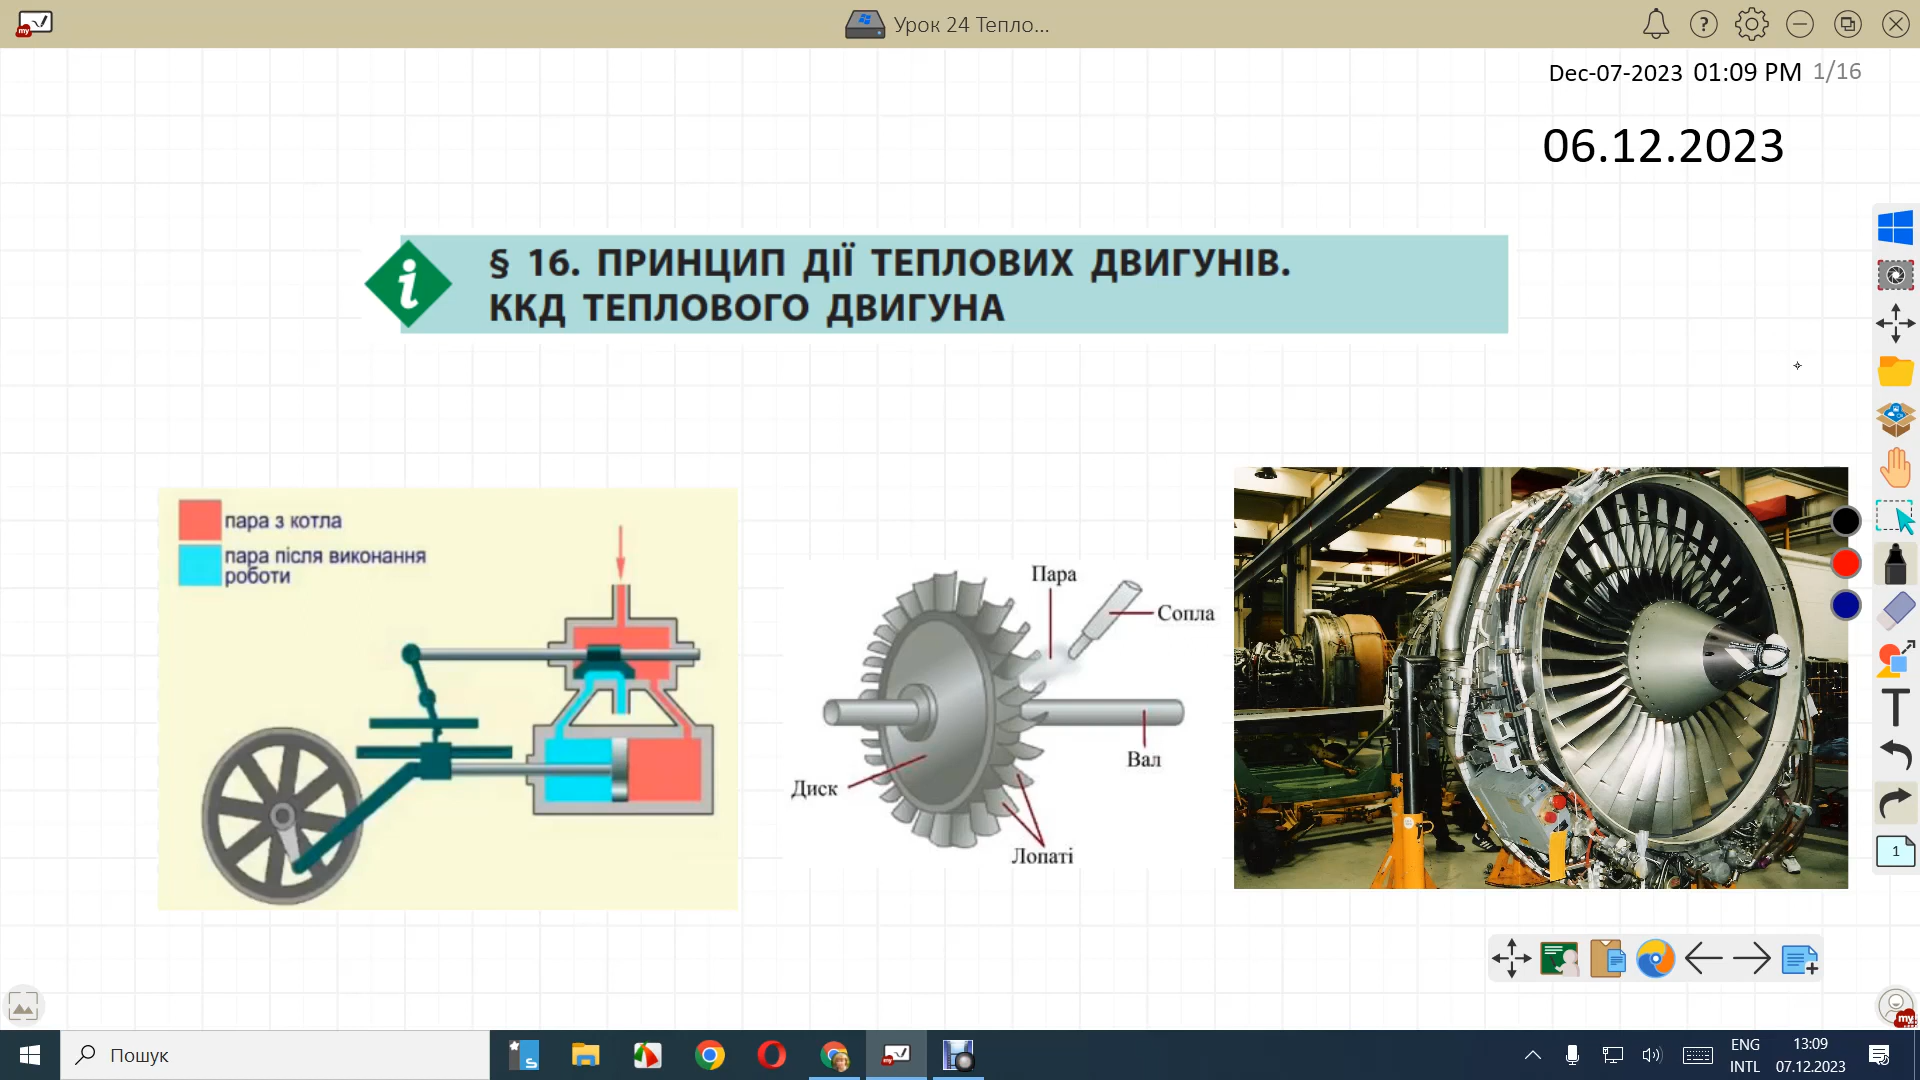 Урок 24 Тепло...
Dec-07-2023 01:09 PM 1/16
06.12.2023
§ 16. ПРИНЦИП ДІЇ ТЕПЛОВИХ ДВИГУНІВ.
ККД ТЕПЛОВОГО ДВИГУНА
пара з котла
пара після виконання
роботи
Пара
Сопла
Вал
Диск
Лопаті
1
my
my
Пошук
ENG
INTL
13:09
07.12.2023